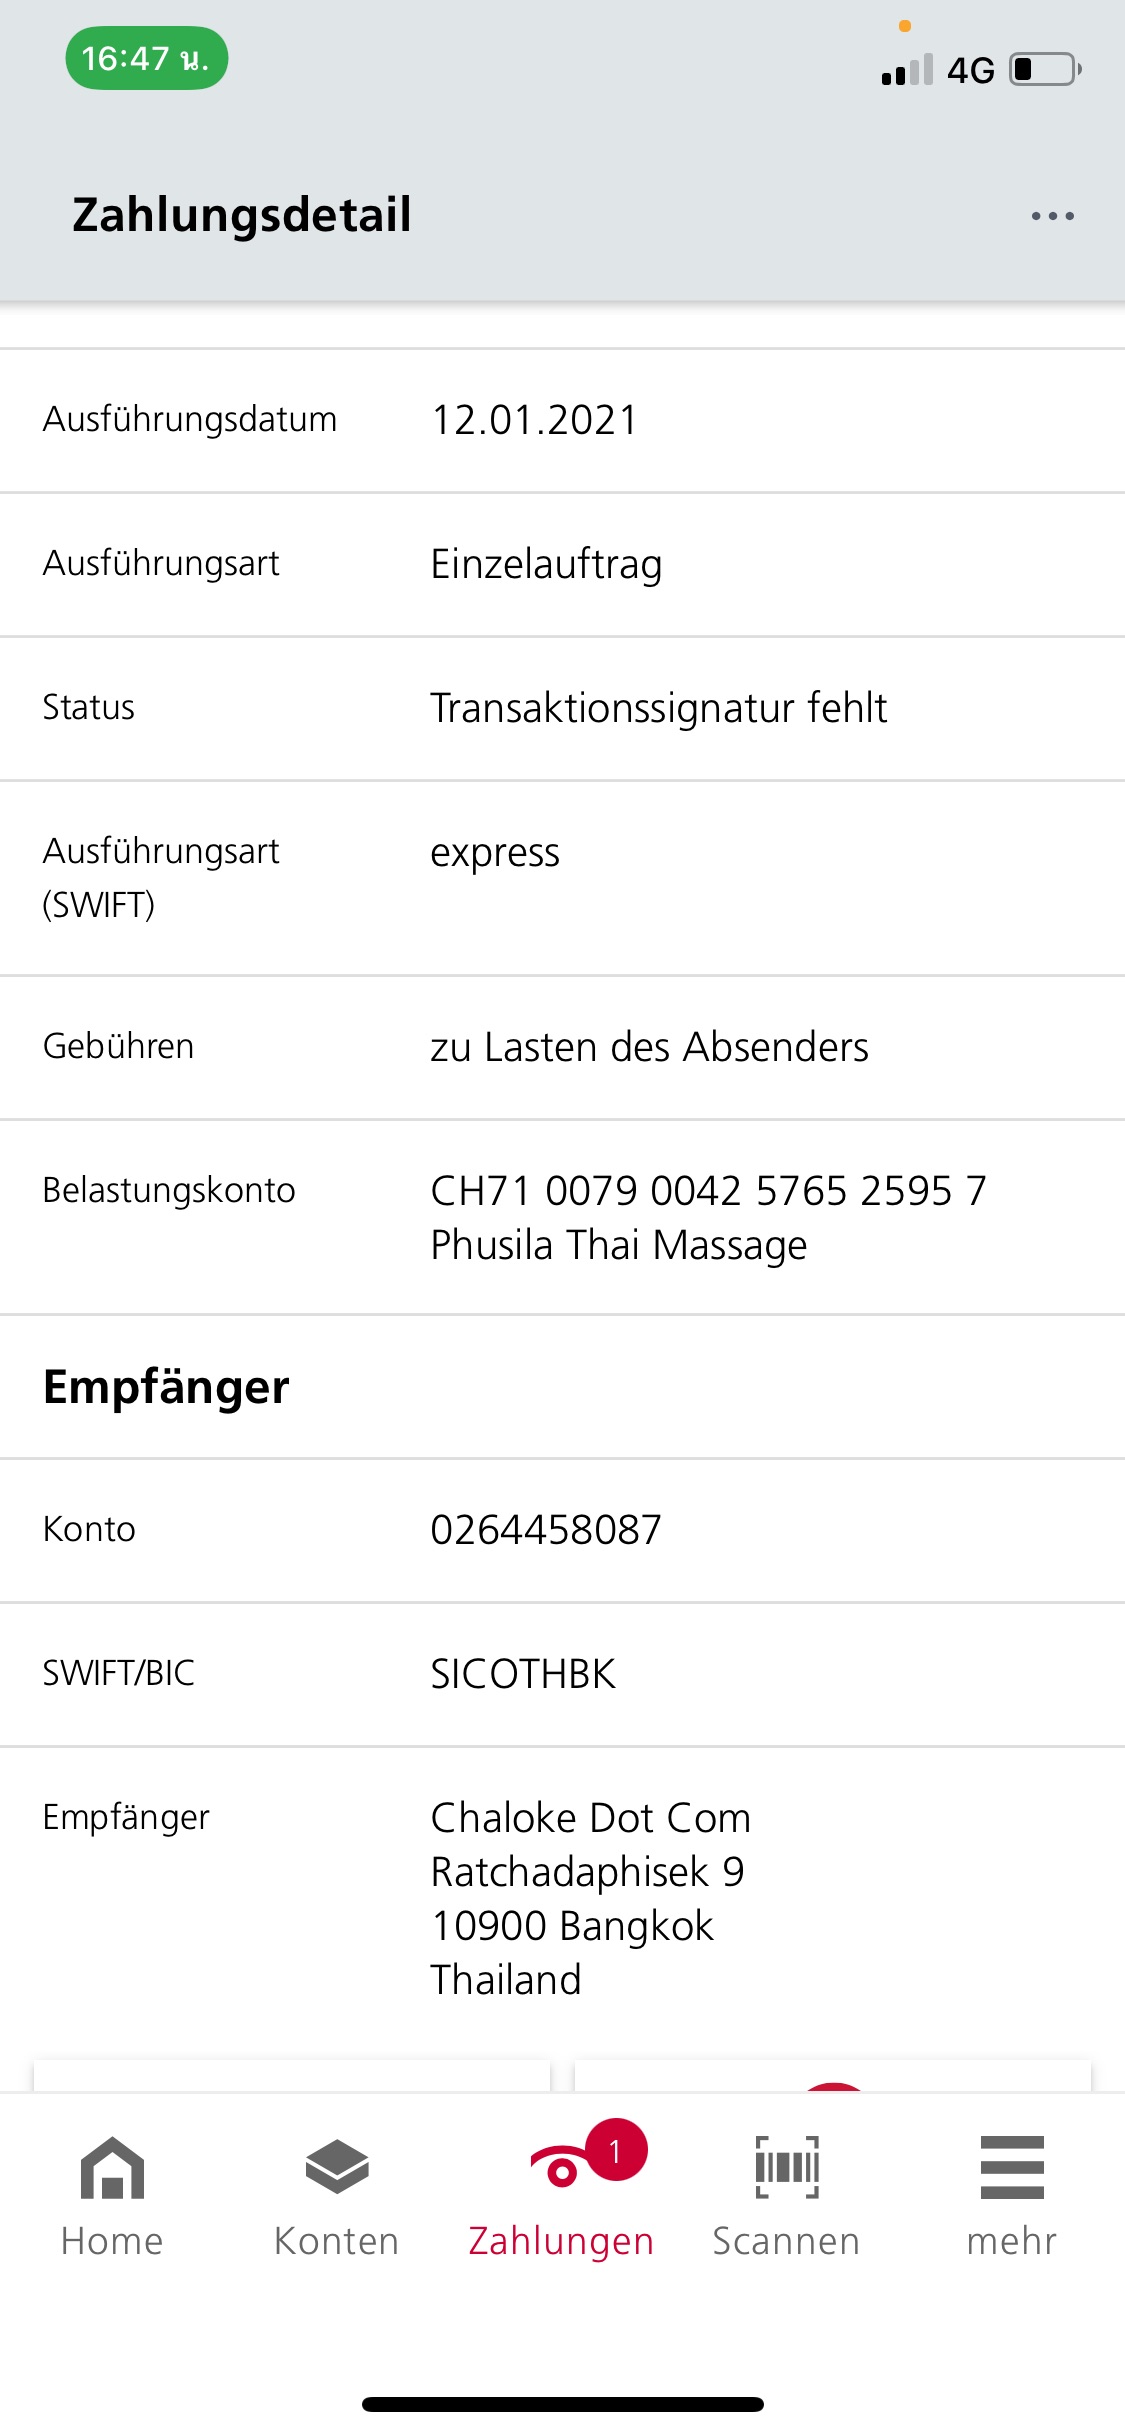 16:47 น.
4G
Zahlungsdetail
Ausführungsdatum 12.01.2021
Ausführungsart Einzelauftrag
Status Transaktionssignatur fehlt
Ausführungsart express
(SWIFT)
Gebühren zu Lasten des Absenders
Belastungskonto CH71 0079 0042 5765 2595 7
Phusila Thai Massage
Empfänger
Konto 0264458087
SWIFT/BIC SICOTHBK
Empfänger Chaloke Dot Com
Ratchadaphisek 9
10900 Bangkok
Thailand
1
Home Konten Zahlungen Scannen mehr